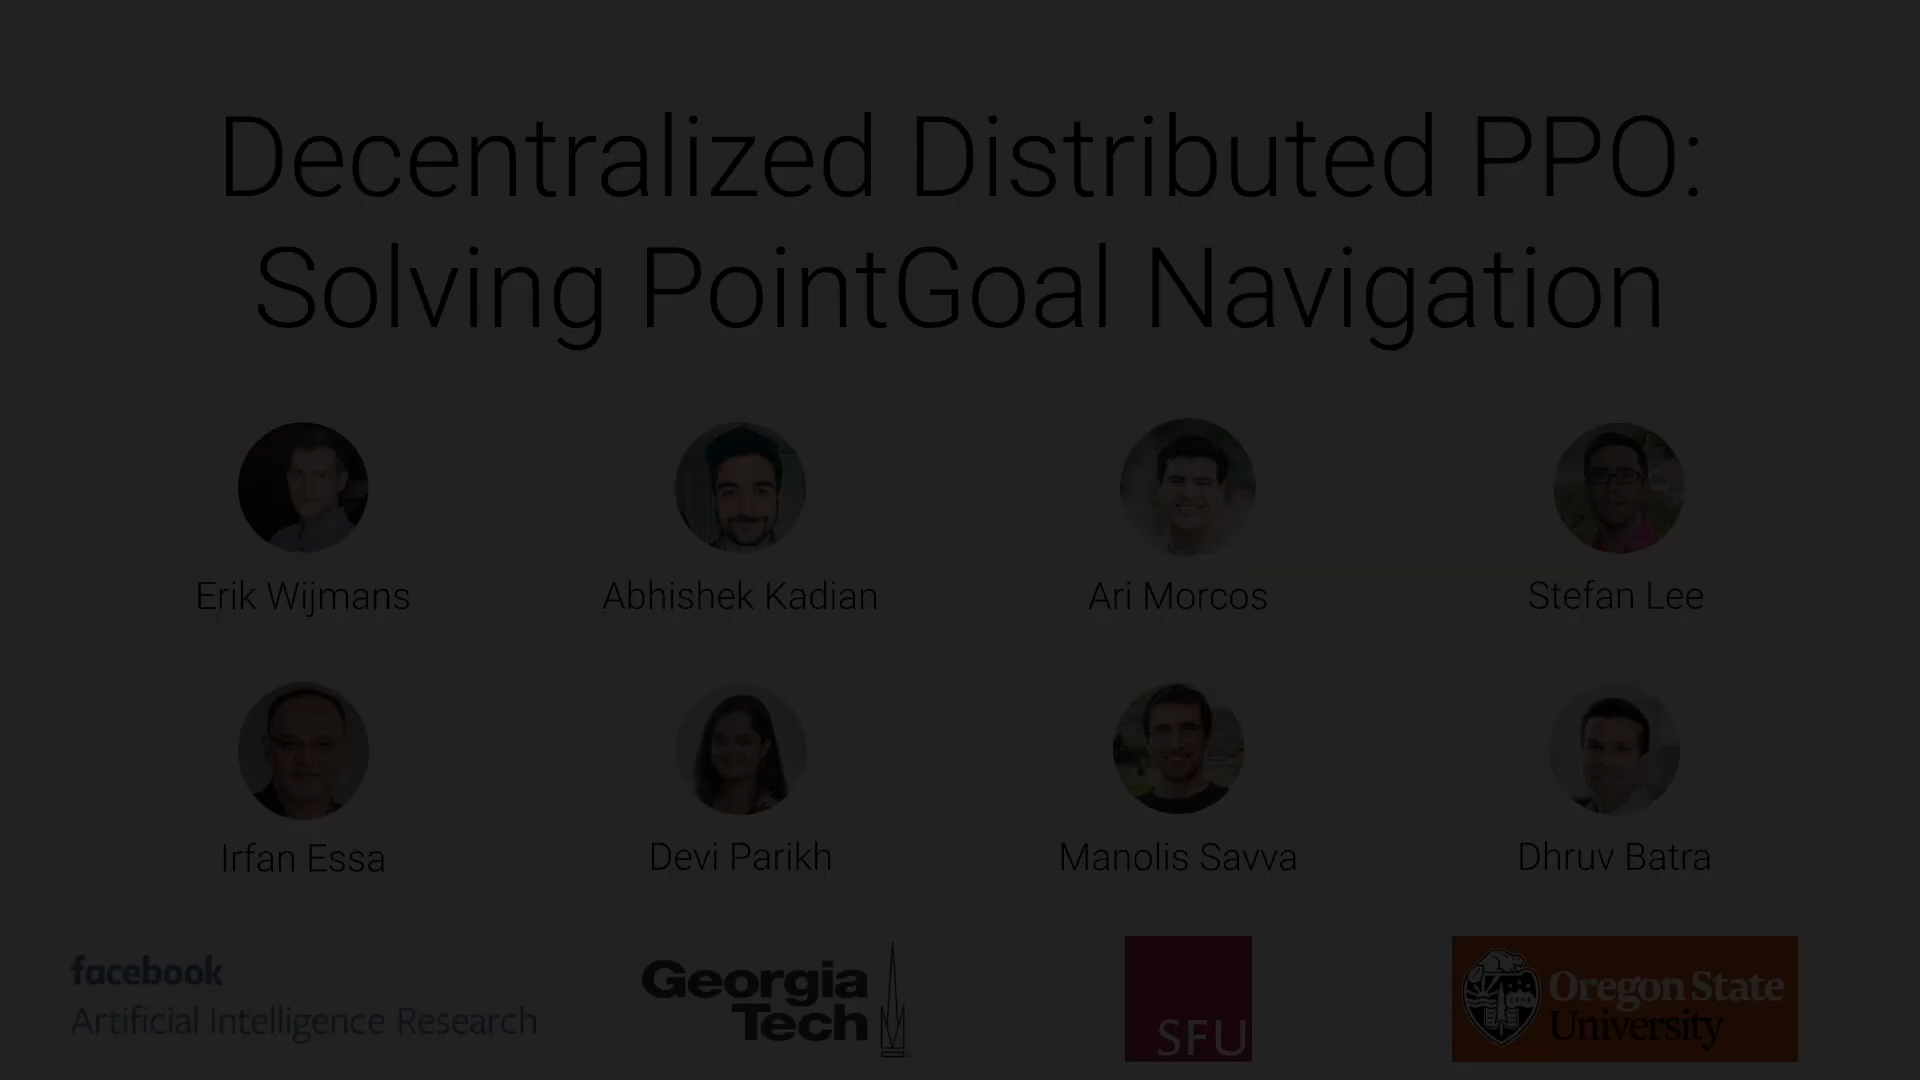 Decentralized Distributed PPO:
Solving PointGoal Navigation
Erik Wijmans
Abhishek Kadian
Ari Morcos
Stefan Lee
Irfan Essa
Devi Parikh
Manolis Savva
Dhruv Batra
facebook
Artificial Intelligence Research
Georgia
Tech
SFU
Oregon State
University